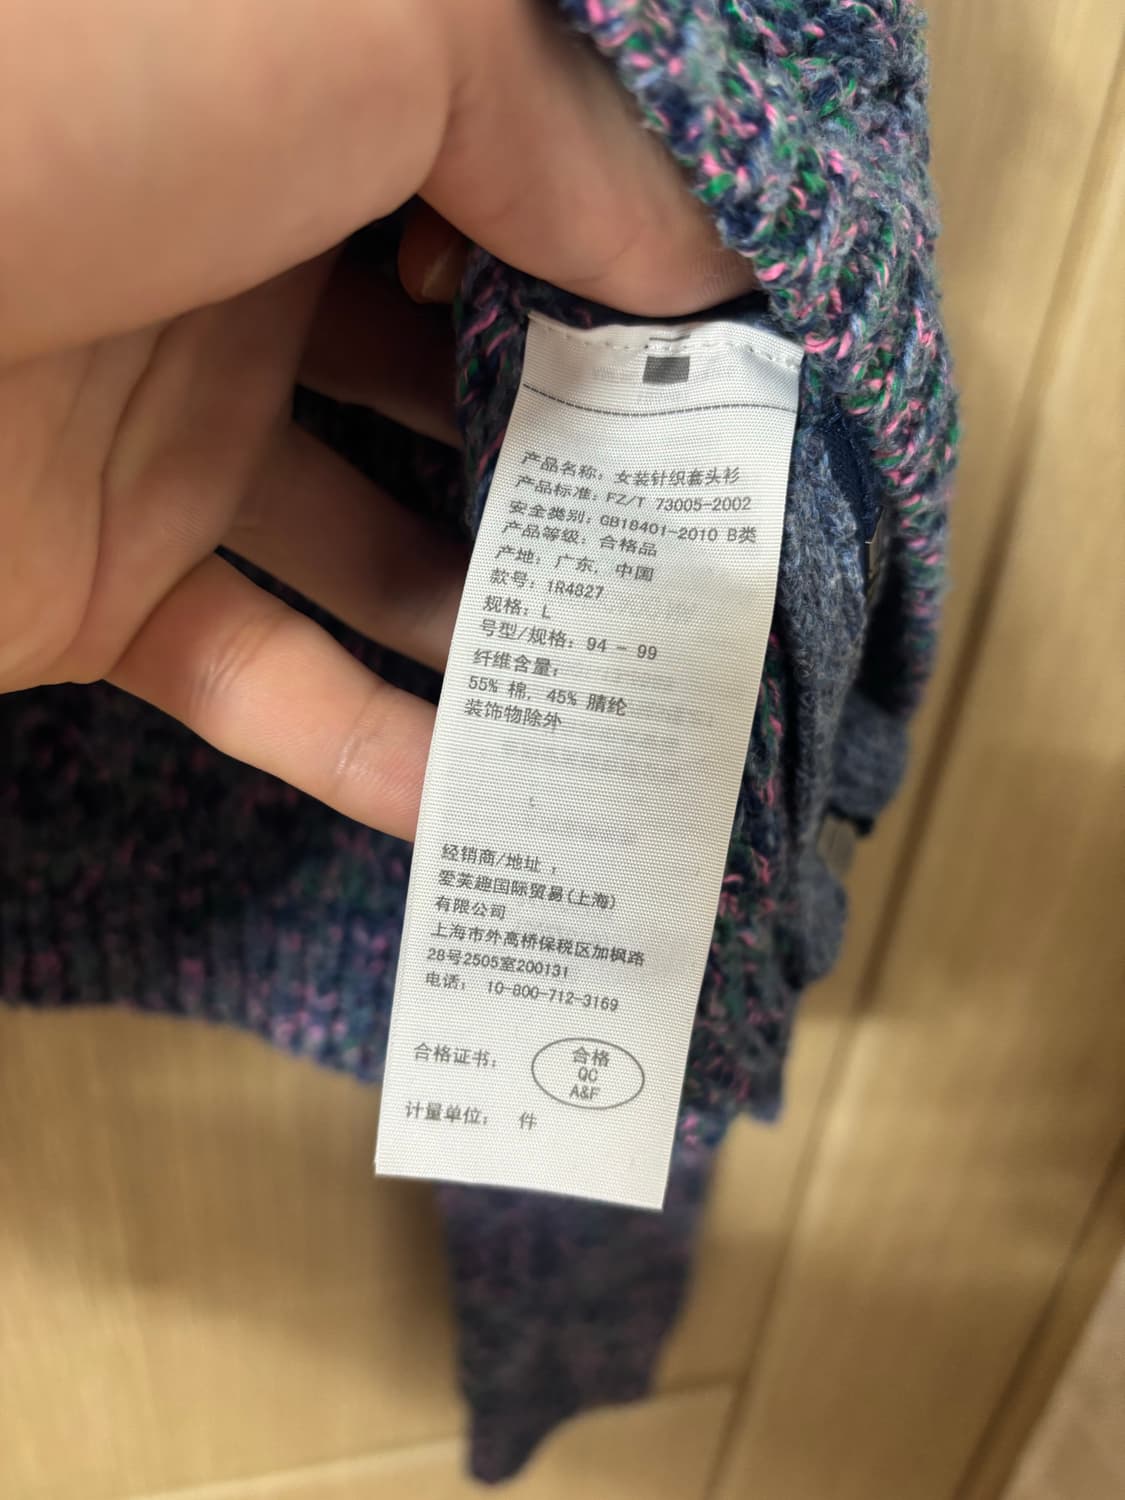 产品名称: 女装针织套头衫
产品标准: FZ/T 73005-2002
安全类别: GB18401-2010 B类
产品等级: 合格品
产地: 广东, 中国
款号: 1R4827
规格: L
号型/规格: 94 - 99
纤维含量:
55% 棉, 45% 腈纶
装饰物除外
经销商/地址 :
爱芙趣国际贸易(上海)
有限公司
上海市外高桥保税区加枫路
28号2505室200131
电话: 10-800-712-3169
合格证书:
合格
QC
A&F
计量单位: 件